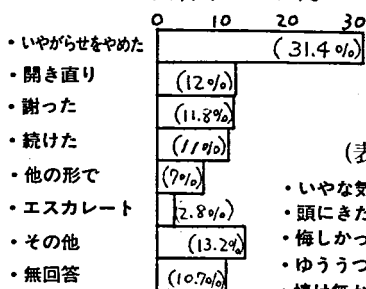 0 10 20 30
・いやがらせをやめた (31.4%)
・開き直り (12%)
・謝った (11.8%)
・続けた (11%)
・他の形で (7%)
・エスカレート (2.8%)
・その他 (13.2%)
・無回答 (10.7%)
(表
・いやな気
・頭にきた
・悔しかっ
・ゆううつ